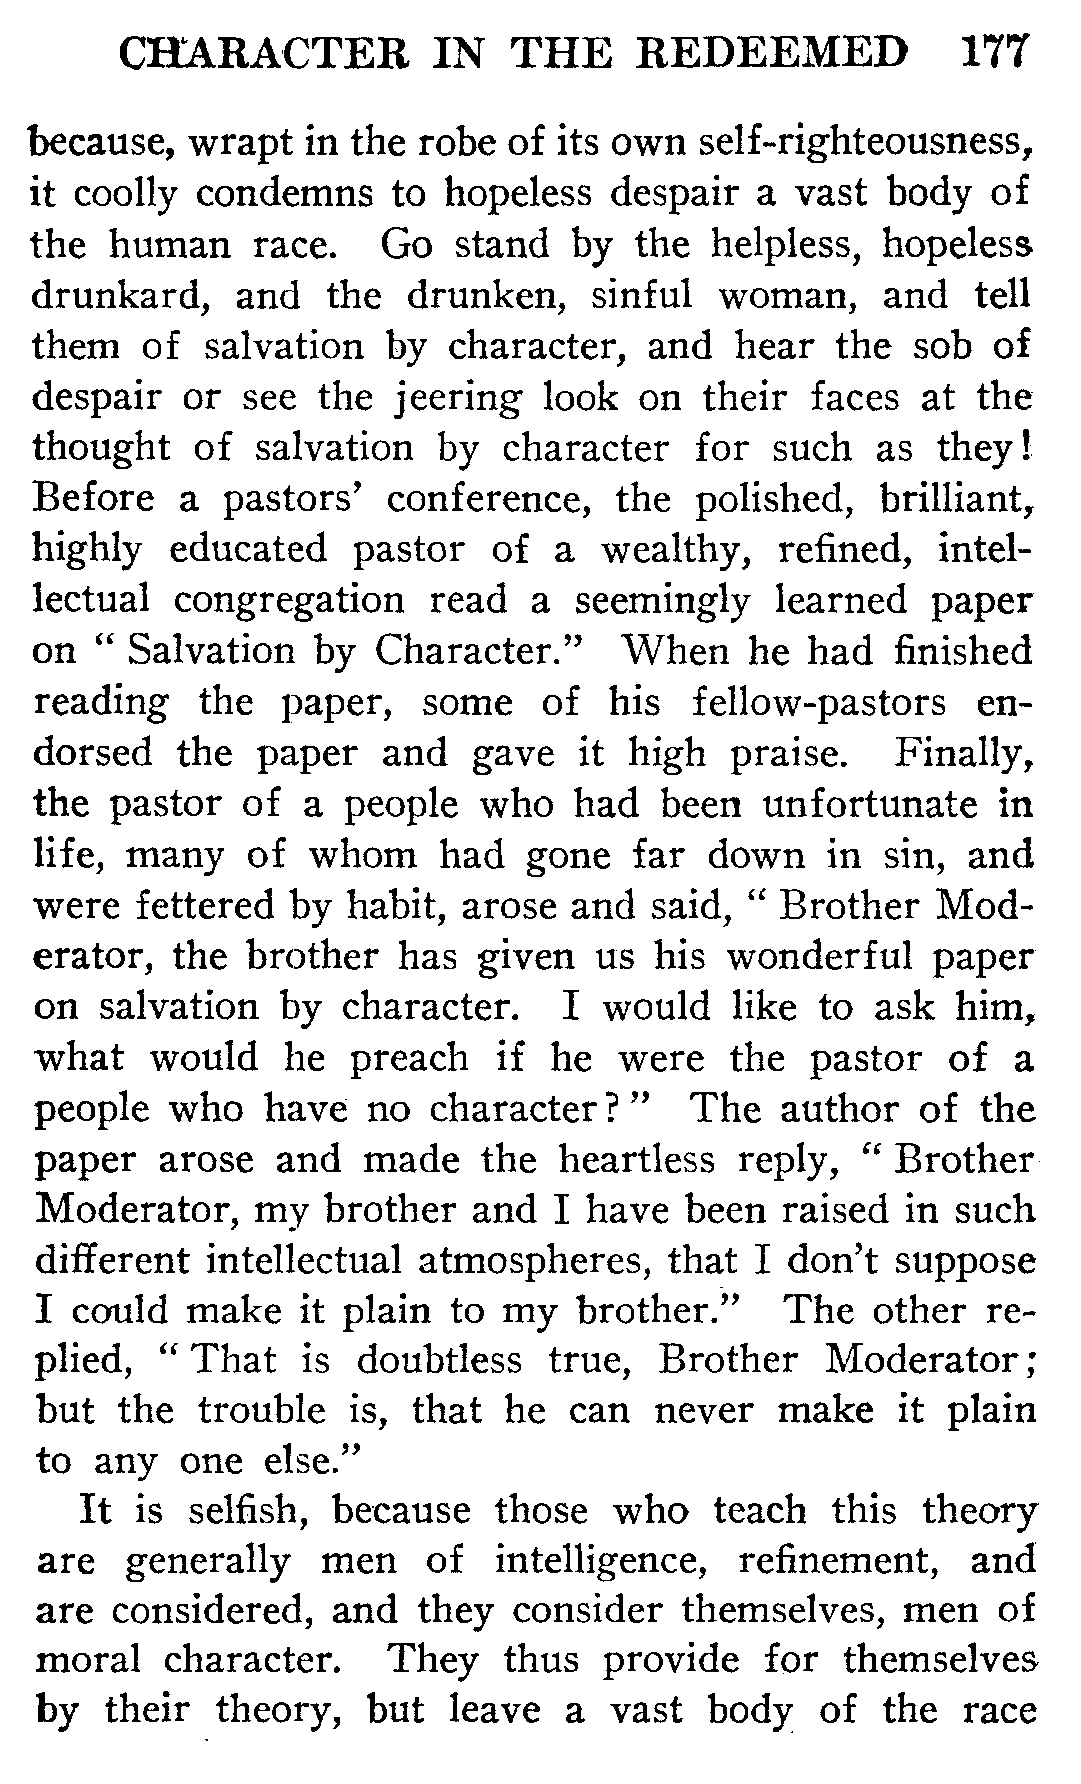 CHARACTER IN THE REDEEMED 177
because, wrapt in the robe of its own self-righteousness,
it coolly condemns to hopeless despair a vast body of
the human race. Go stand by the helpless, hopeless
drunkard, and the drunken, sinful woman, and tell
them of salvation by character, and hear the sob of
despair or see the jeering look on their faces at the
thought of salvation by character for such as they!
Before a pastors' conference, the polished, brilliant,
highly educated pastor of a wealthy, refined, intel-
lectual congregation read a seemingly learned paper
on “ Salvation by Character.” When he had finished
reading the paper, some of his fellow-pastors en-
dorsed the paper and gave it high praise. Finally,
the pastor of a people who had been unfortunate in
life, many of whom had gone far down in sin, and
were fettered by habit, arose and said, “ Brother Mod-
erator, the brother has given us his wonderful paper
on salvation by character. I would like to ask him,
what would he preach if he were the pastor of a
people who have no character? ” The author of the
paper arose and made the heartless reply, “ Brother
Moderator, my brother and I have been raised in such
different intellectual atmospheres, that I don't suppose
I could make it plain to my brother.” The other re-
plied, “ That is doubtless true, Brother Moderator;
but the trouble is, that he can never make it plain
to any one else.”
It is selfish, because those who teach this theory
are generally men of intelligence, refinement, and
are considered, and they consider themselves, men of
moral character. They thus provide for themselves
by their theory, but leave a vast body of the race